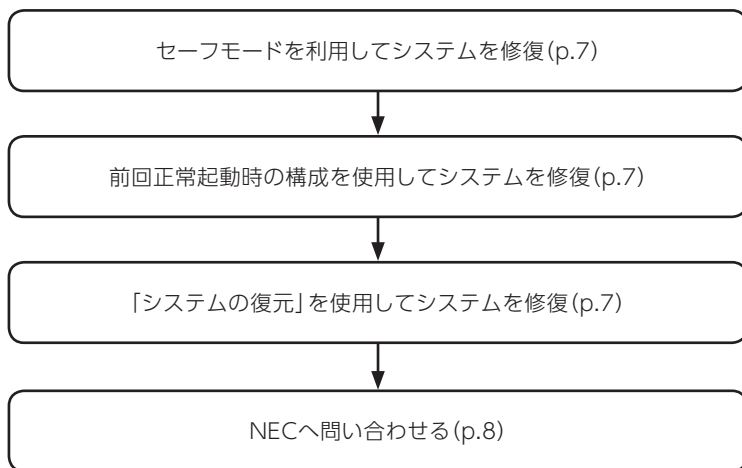 セーフモードを利用してシステムを修復(p.7)
前回正常起動時の構成を使用してシステムを修復(p.7)
「システムの復元」を使用してシステムを修復(p.7)
NECへ問い合わせる(p.8)